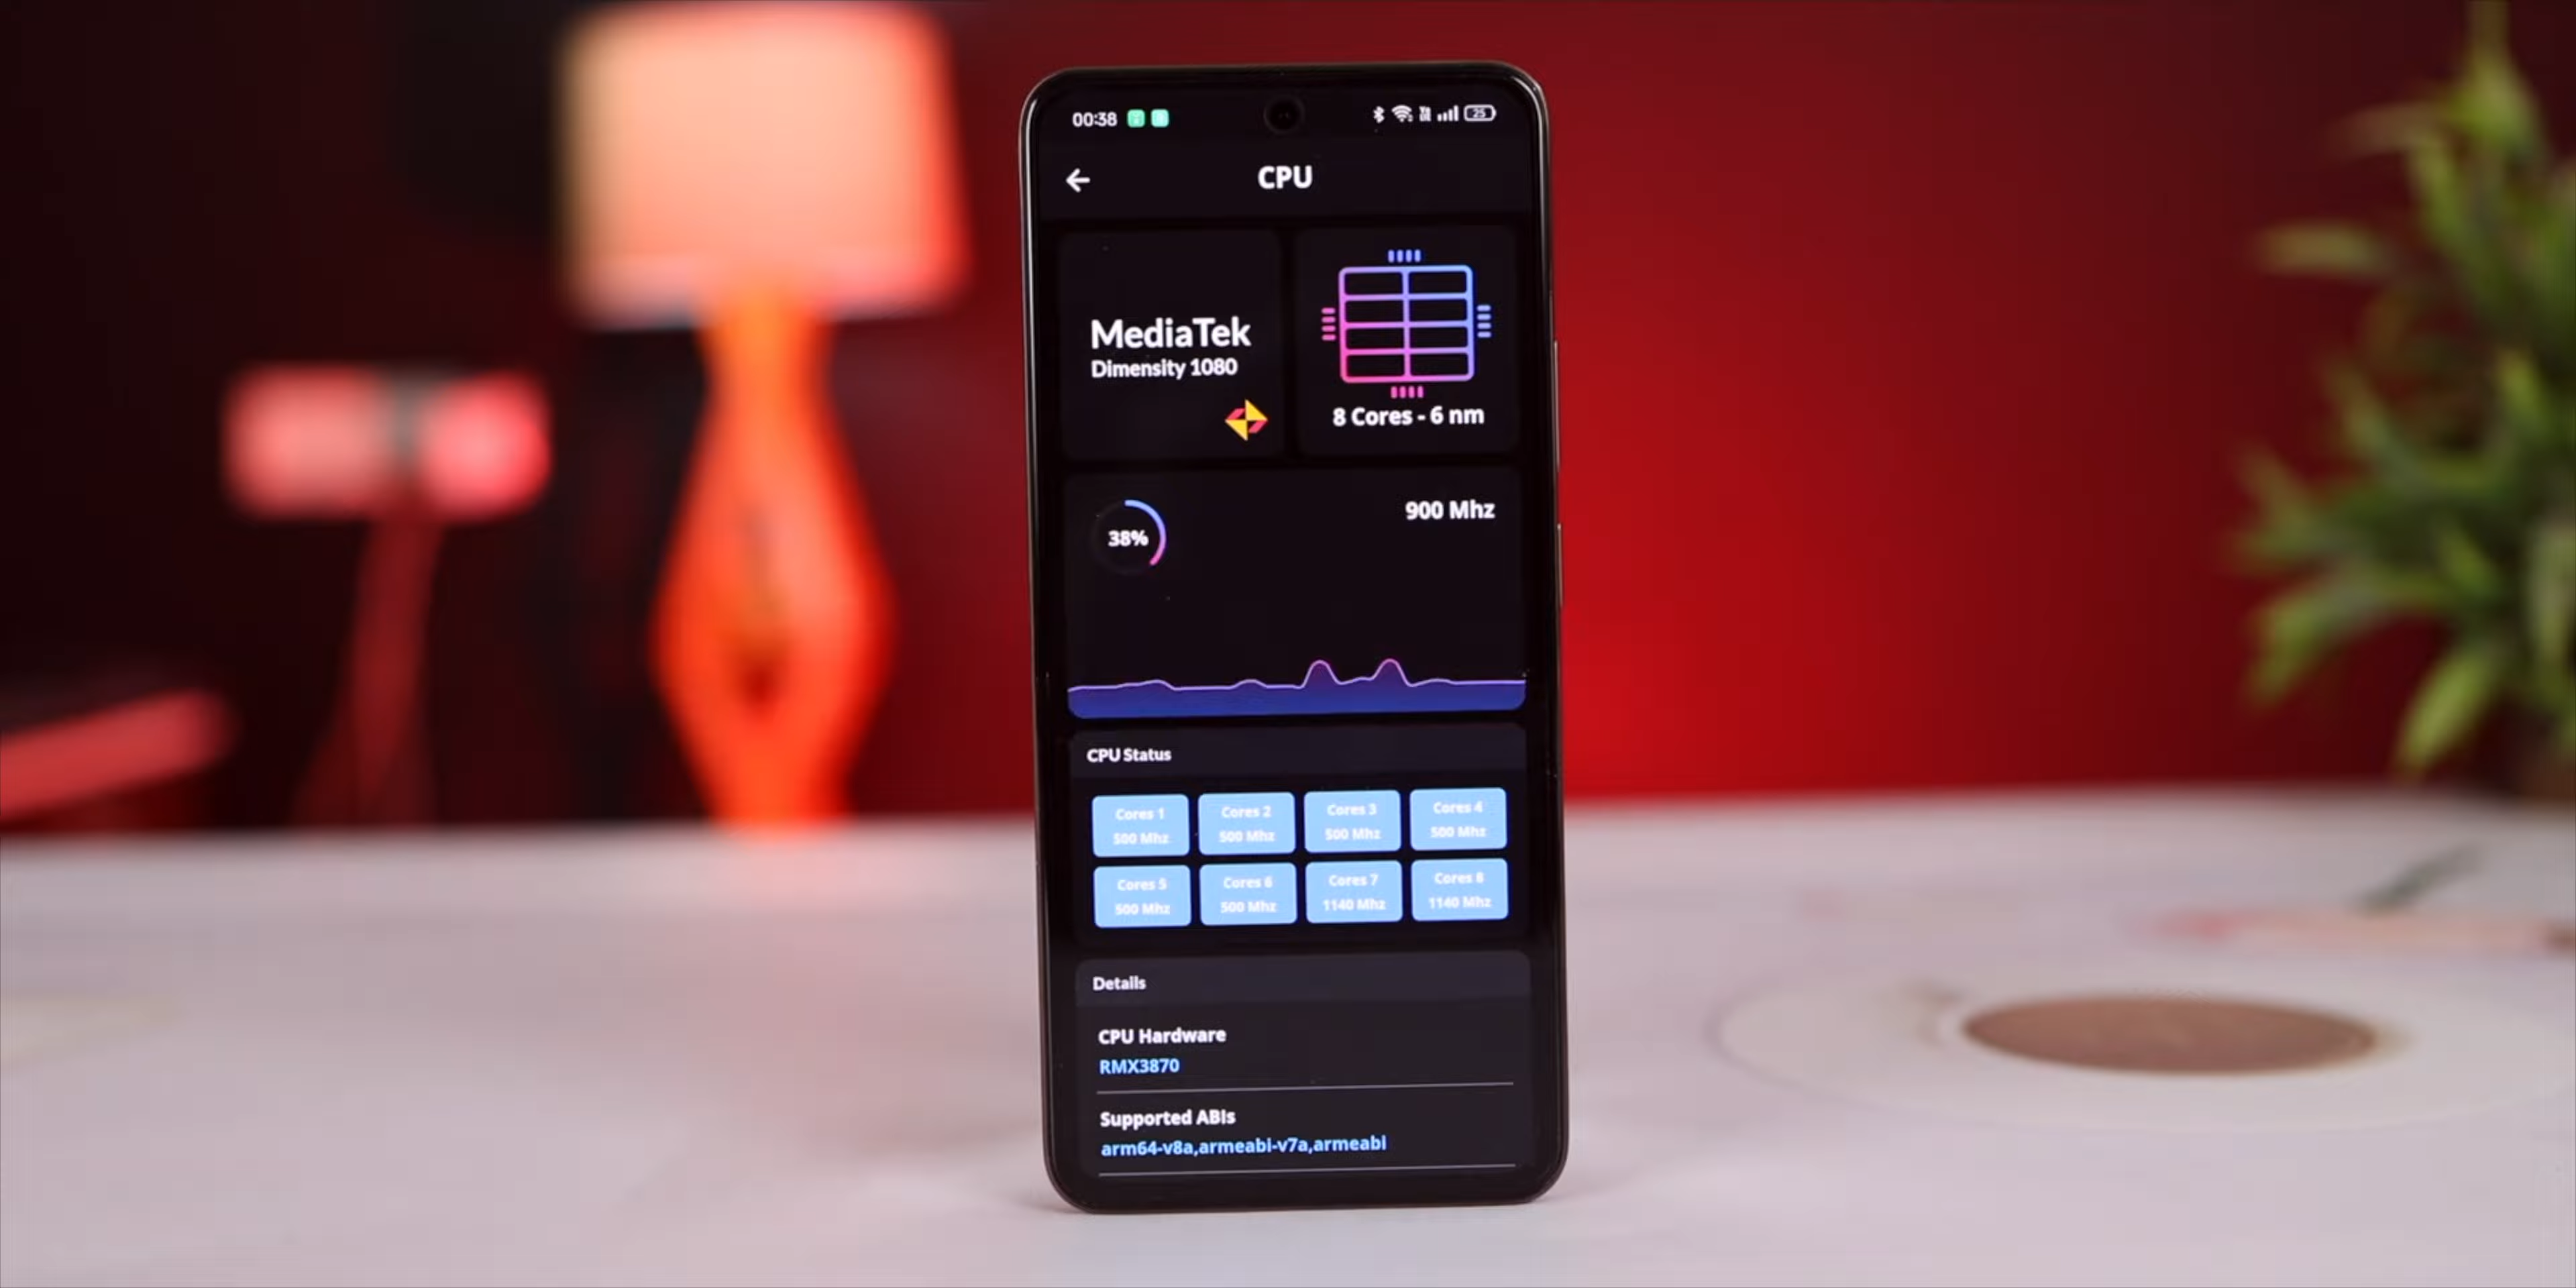 00:38
25
CPU
MediaTek
Dimensity 1080
8 Cores - 6 nm
38%
900 Mhz
CPU Status
Cores 1
500 Mhz
Cores 2
500 Mhz
Cores 3
500 Mhz
Cores 4
500 Mhz
Cores 5
500 Mhz
Cores 6
500 Mhz
Cores 7
1140 Mhz
Cores 8
1140 Mhz
Details
CPU Hardware
RMX3870
Supported ABIs
arm64-v8a,armeabi-v7a,armeabi